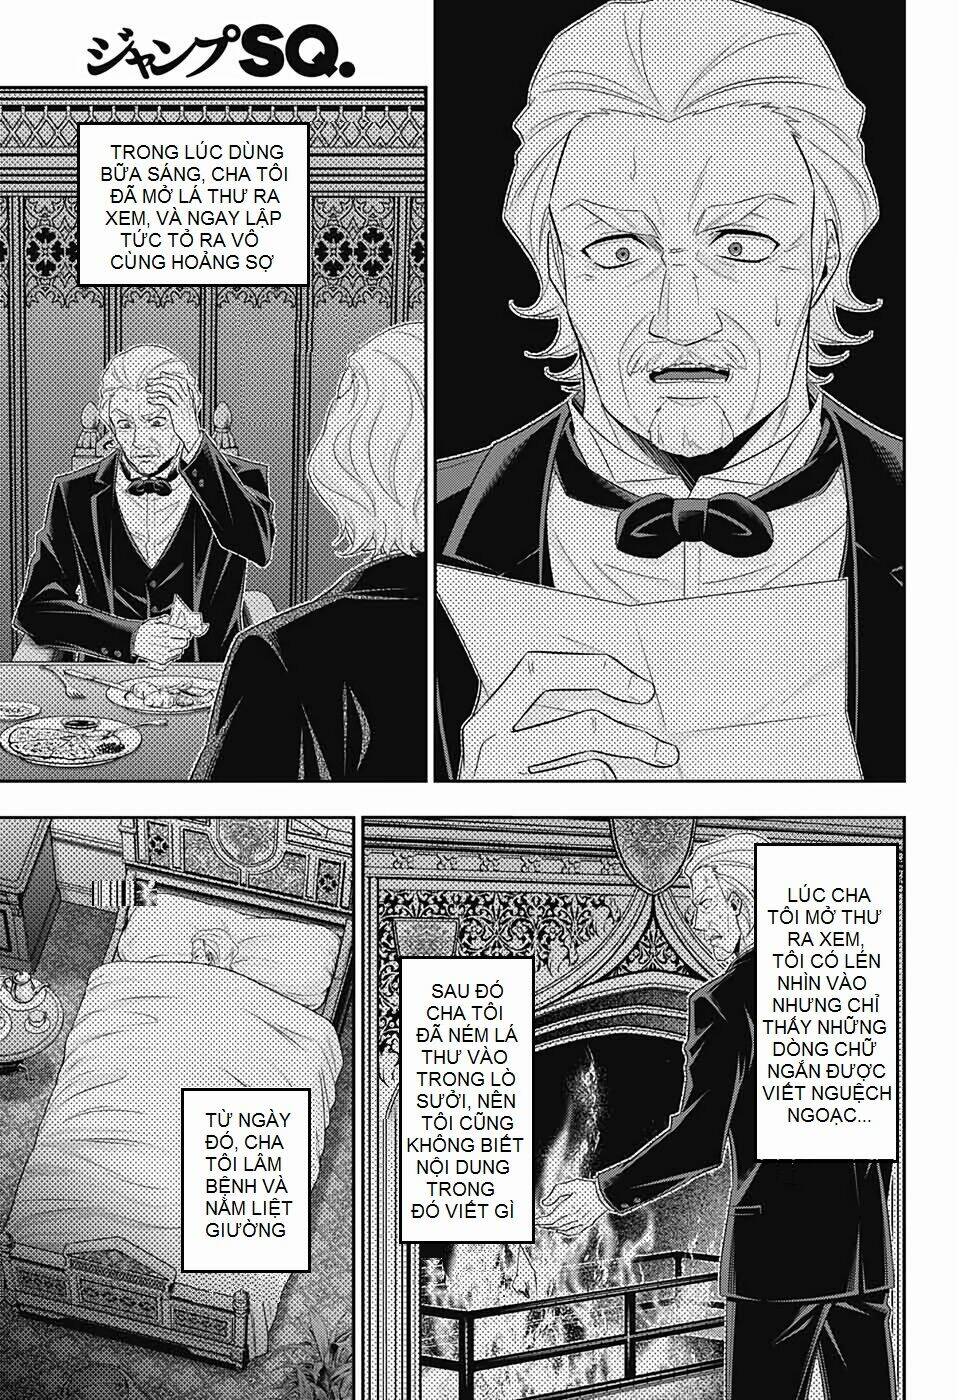 ジャンプSQ.
TRONG LÚC DÙNG
BỮA SÁNG, CHA TÔI
ĐÃ MỞ LÁ THƯ RA
XEM, VÀ NGAY LẬP
TỨC TỎ RA VÔ
CÙNG HOẢNG SỢ
LÚC CHA
TÔI MỞ THƯ
RA XEM,
TÔI CÓ LÉN
NHÌN VÀO
NHƯNG CHỈ
THẤY NHỮNG
DÒNG CHỮ
NGẮN ĐƯỢC
VIẾT NGUỆCH
NGOẠC...
SAU ĐÓ
CHA TÔI
ĐÃ NÉM LÁ
THƯ VÀO
TRONG LÒ
SƯỞI, NÊN
TÔI CŨNG
KHÔNG BIẾT
NỘI DUNG
TRONG
ĐÓ VIẾT GÌ
TỪ NGÀY
ĐÓ, CHA
TÔI LÂM
BỆNH VÀ
NẰM LIỆT
GIƯỜNG